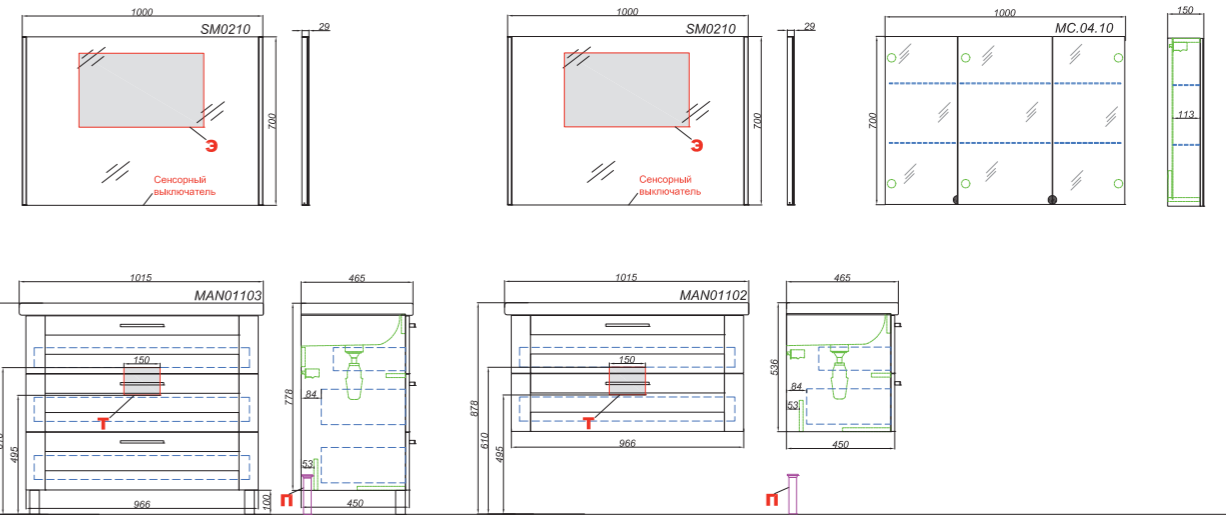 1000
29
SM0210
700
Э
Сенсорный
выключатель
1000
29
SM0210
700
Э
Сенсорный
выключатель
1000
MC.04.10
700
150
113
1015
MAN01103
150
Т
495
966
100
465
778
84
53
П
450
1015
MAN01102
150
Т
878
610
495
966
465
536
84
53
450
П